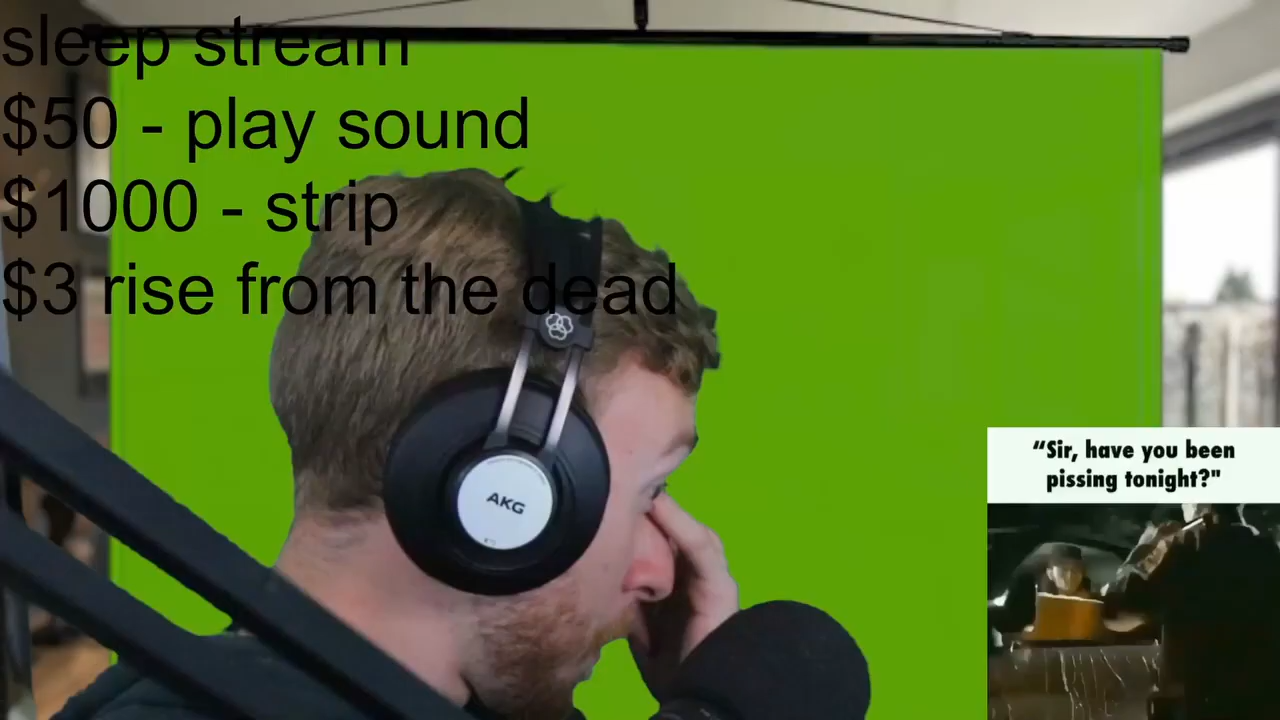 sleep stream
$50 - play sound
$1000 - strip
$3 rise from the dead
AKG
“Sir, have you been
pissing tonight?"